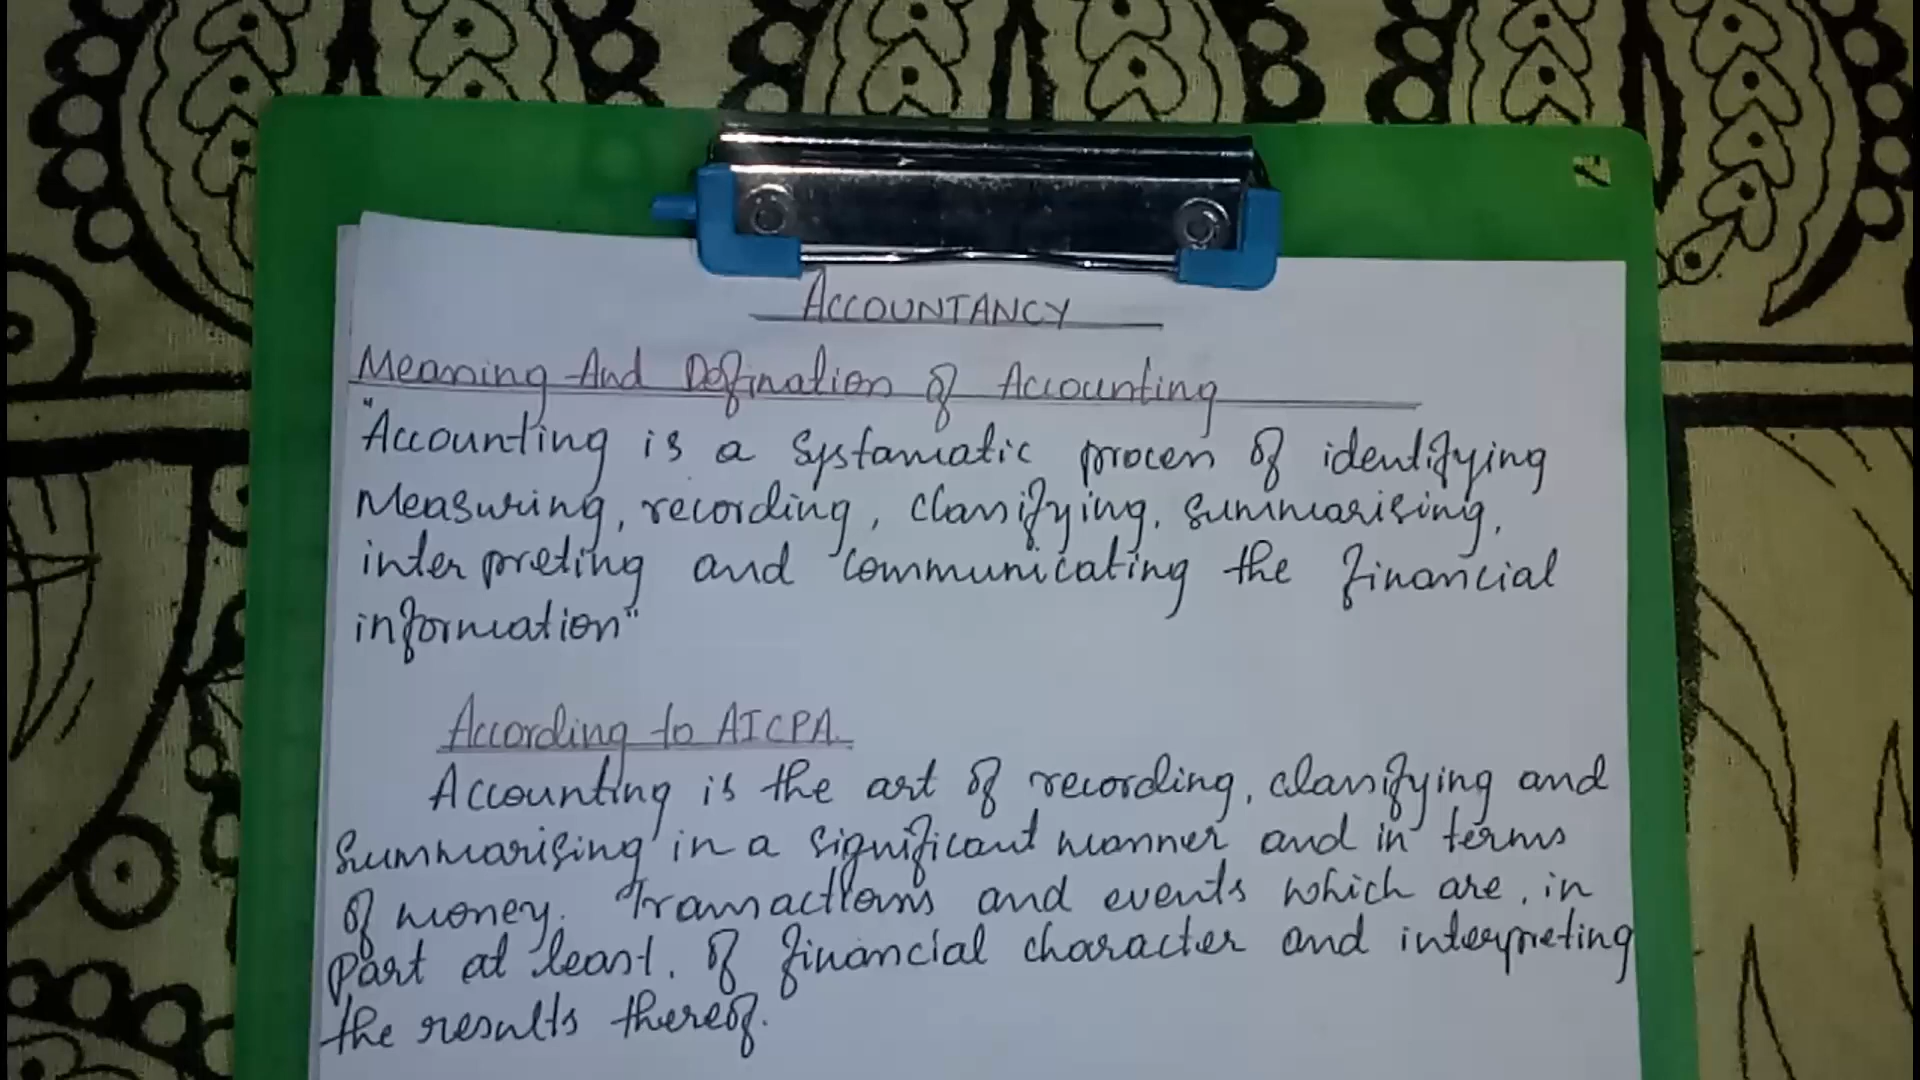 ACCOUNTANCY
Meaning And Defination of Accounting
"Accounting is a Systamatic process of identifying
Measuring, recording, classifying, Summarising,
interpreting and communicating the financial
information"
According to AICPA.
Accounting is the art of recording, classifying and
Summarising in a significant manner and in terms
of money. Transactions and events which are, in
part at least, of financial character and interpreting
the results thereof.